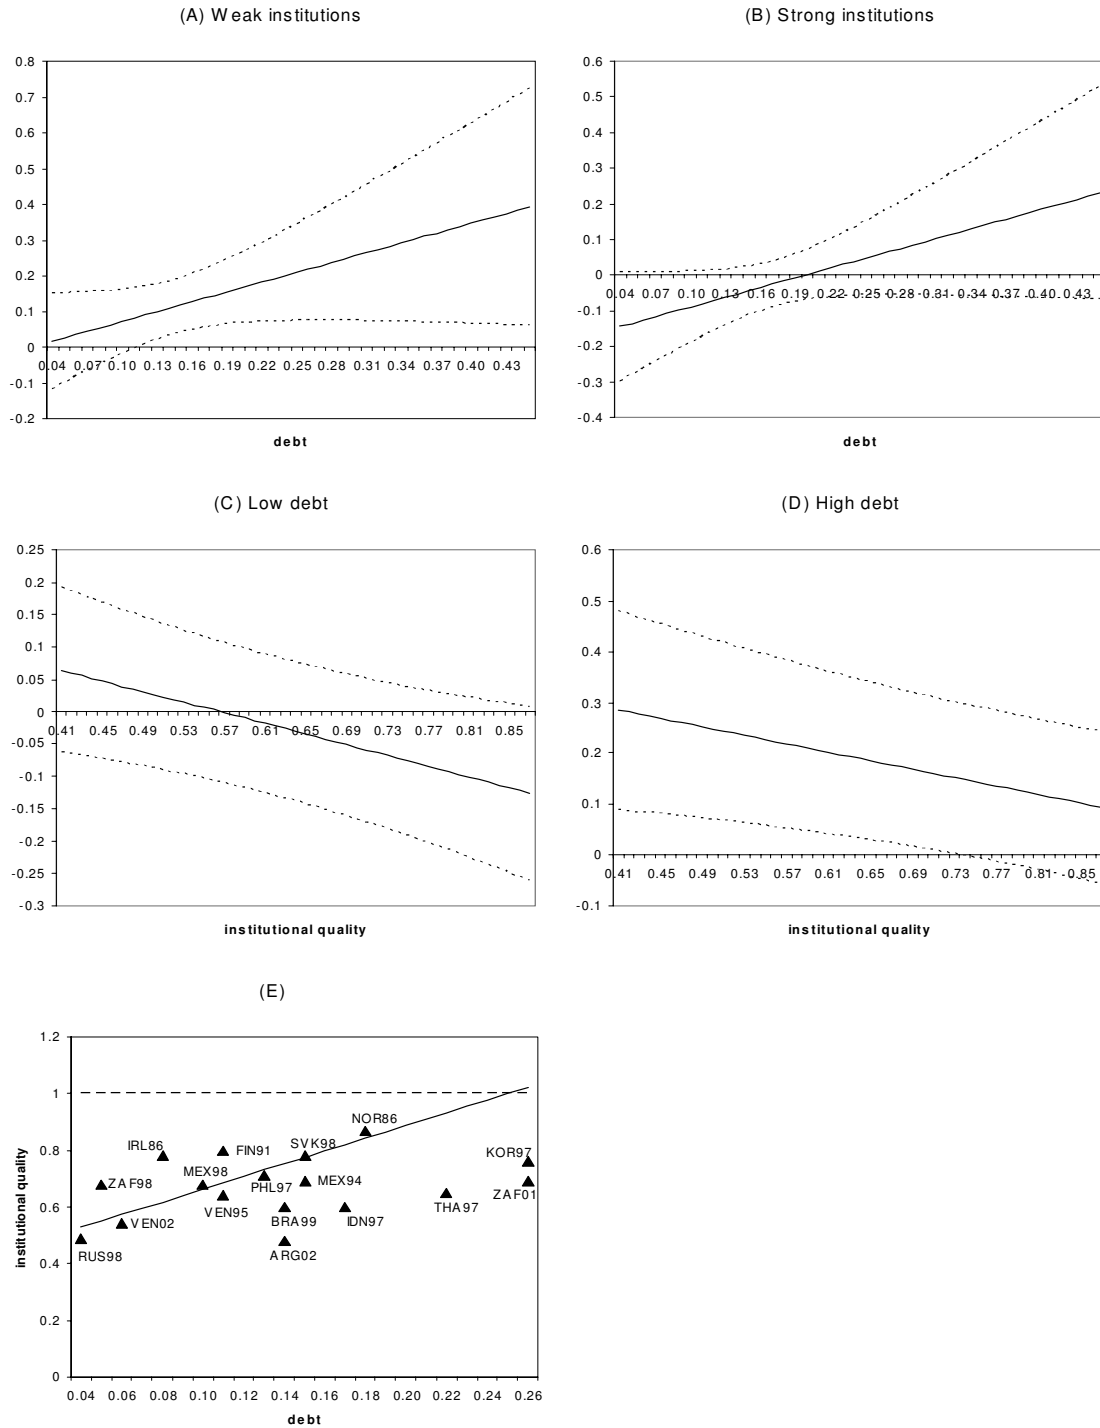 (A) Weak institutions
0.8
0.7
0.6
0.5
0.4
0.3
0.2
0.1
0
-0.1
-0.2
0.04 0.07 0.10 0.13 0.16 0.19 0.22 0.25 0.28 0.31 0.34 0.37 0.40 0.43
debt
(B) Strong institutions
0.6
0.5
0.4
0.3
0.2
0.1
0
-0.1
-0.2
-0.3
-0.4
0.04 0.07 0.10 0.13 0.16 0.19 0.22 0.25 0.28 0.31 0.34 0.37 0.40 0.43
debt
(C) Low debt
0.25
0.2
0.15
0.1
0.05
0
-0.05
-0.1
-0.15
-0.2
-0.25
-0.3
0.41 0.45 0.49 0.53 0.57 0.61 0.65 0.69 0.73 0.77 0.81 0.85
institutional quality
(D) High debt
0.6
0.5
0.4
0.3
0.2
0.1
0
-0.1
0.41 0.45 0.49 0.53 0.57 0.61 0.65 0.69 0.73 0.77 0.81 0.85
institutional quality
(E)
1.2
1
0.8
0.6
0.4
0.2
0
institutional quality
NOR86
IRL86
FIN91
SVK98
KOR97
ZAF98
MEX98
PHL97
MEX94
ZAF01
VEN02
VEN95
BRA99
IDN97
THA97
RUS98
ARG02
0.04 0.06 0.08 0.10 0.12 0.14 0.16 0.18 0.20 0.22 0.24 0.26
debt